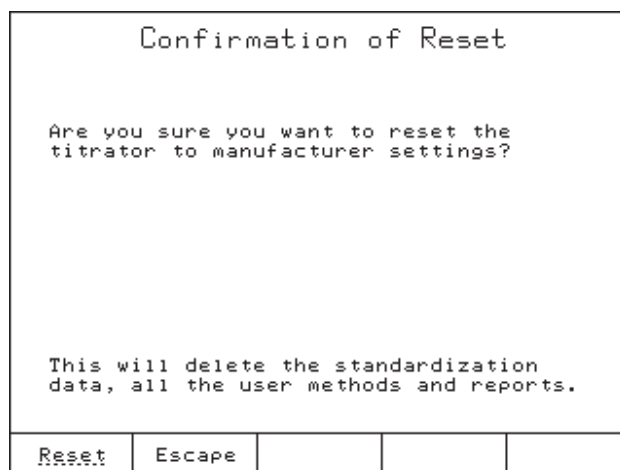 Confirmation of Reset
Are you sure you want to reset the
titrator to manufacturer settings?
This will delete the standardization
data, all the user methods and reports.
Reset
Escape